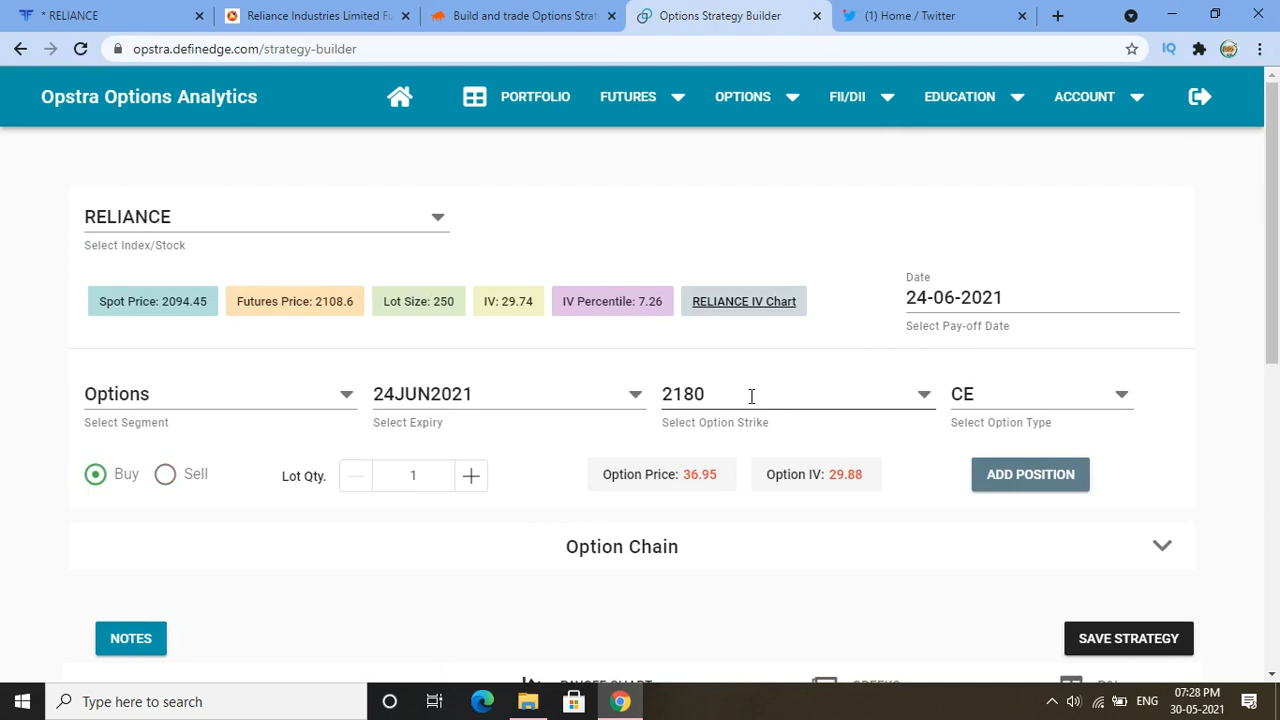 * RELIANCE
Reliance Industries Limited Fu
Build and trade Options Strat
Options Strategy Builder
(1) Home / Twitter
opstra.definedge.com/strategy-builder
IQ
Opstra Options Analytics
PORTFOLIO
FUTURES
OPTIONS
FII/DII
EDUCATION
ACCOUNT
RELIANCE
Select Index/Stock
Spot Price: 2094.45
Futures Price: 2108.6
Lot Size: 250
IV: 29.74
IV Percentile: 7.26
RELIANCE IV Chart
Date
24-06-2021
Select Pay-off Date
Options
24JUN2021
2180
CE
Select Segment
Select Expiry
Select Option Strike
Select Option Type
Buy
Sell
Lot Qty.
1
Option Price: 36.95
Option IV: 29.88
ADD POSITION
Option Chain
NOTES
SAVE STRATEGY
PAYOFF CHART
GREEKS
Type here to search
ENG
07:28 PM
30-05-2021